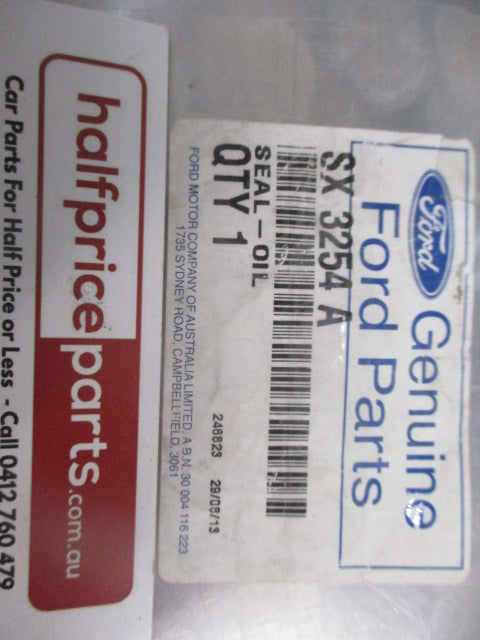 Ford
Genuine
Ford Parts
SX 3254 A
SEAL-OIL
QTY 1
246823 29/08/13
FORD MOTOR COMPANY OF AUSTRALIA LIMITED, A.B.N. 30 004 116 223
1735 SYDNEY ROAD, CAMPBELLFIELD, 3061
halfpriceparts.com.au
Car Parts For Half Price or Less - Call 0412 760 479